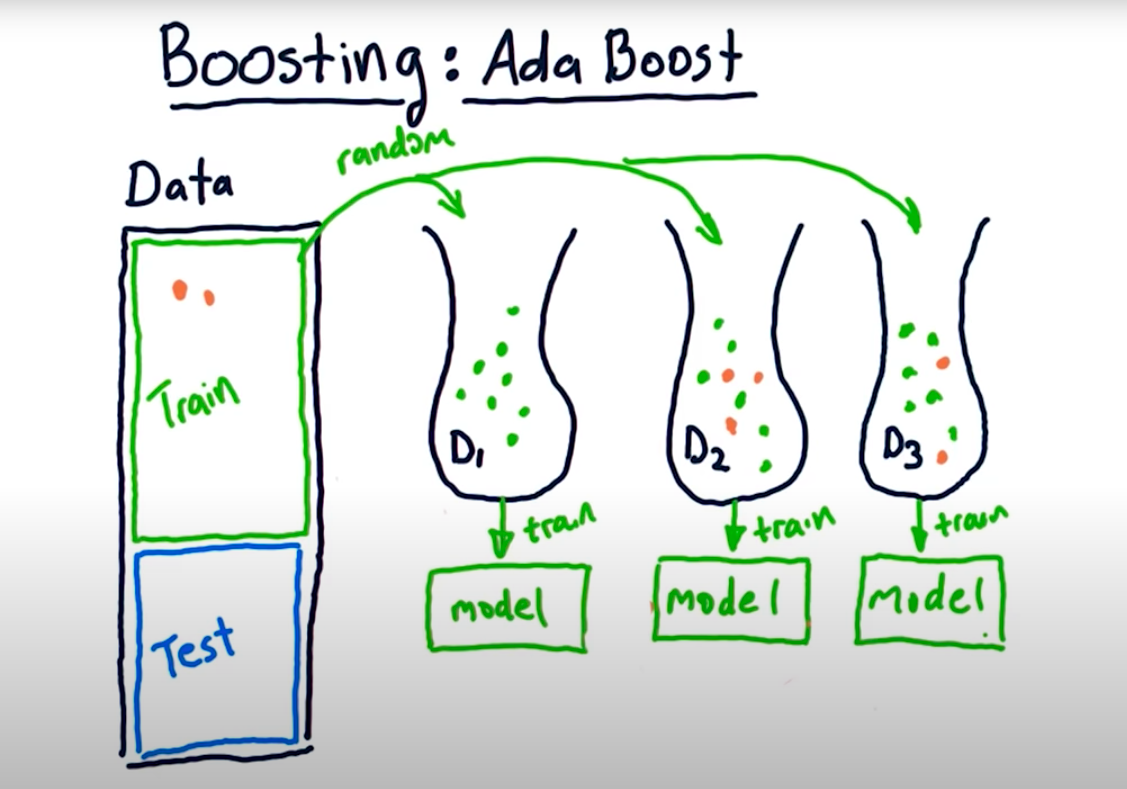 Boosting: Ada Boost
random
Data
Train
Test
D1
D2
D3
train
train
train
model
model
model